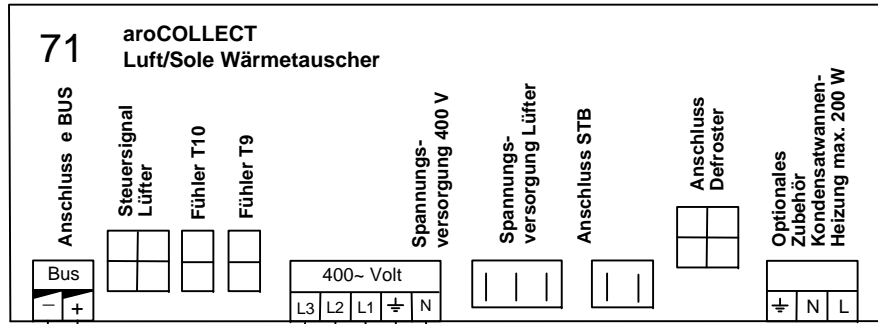 71
aroCOLLECT
Luft/Sole Wärmetauscher
Anschluss e BUS
Steuersignal
Lüfter
Fühler T10
Fühler T9
Spannungs-
versorgung 400 V
Spannungs-
versorgung Lüfter
Anschluss STB
Anschluss
Defroster
Optionales
Zubehör
Kondensatwannen-
Heizung max. 200 W
Bus
− +
400~ Volt
L3 L2 L1 ⏚ N
⏚ N L